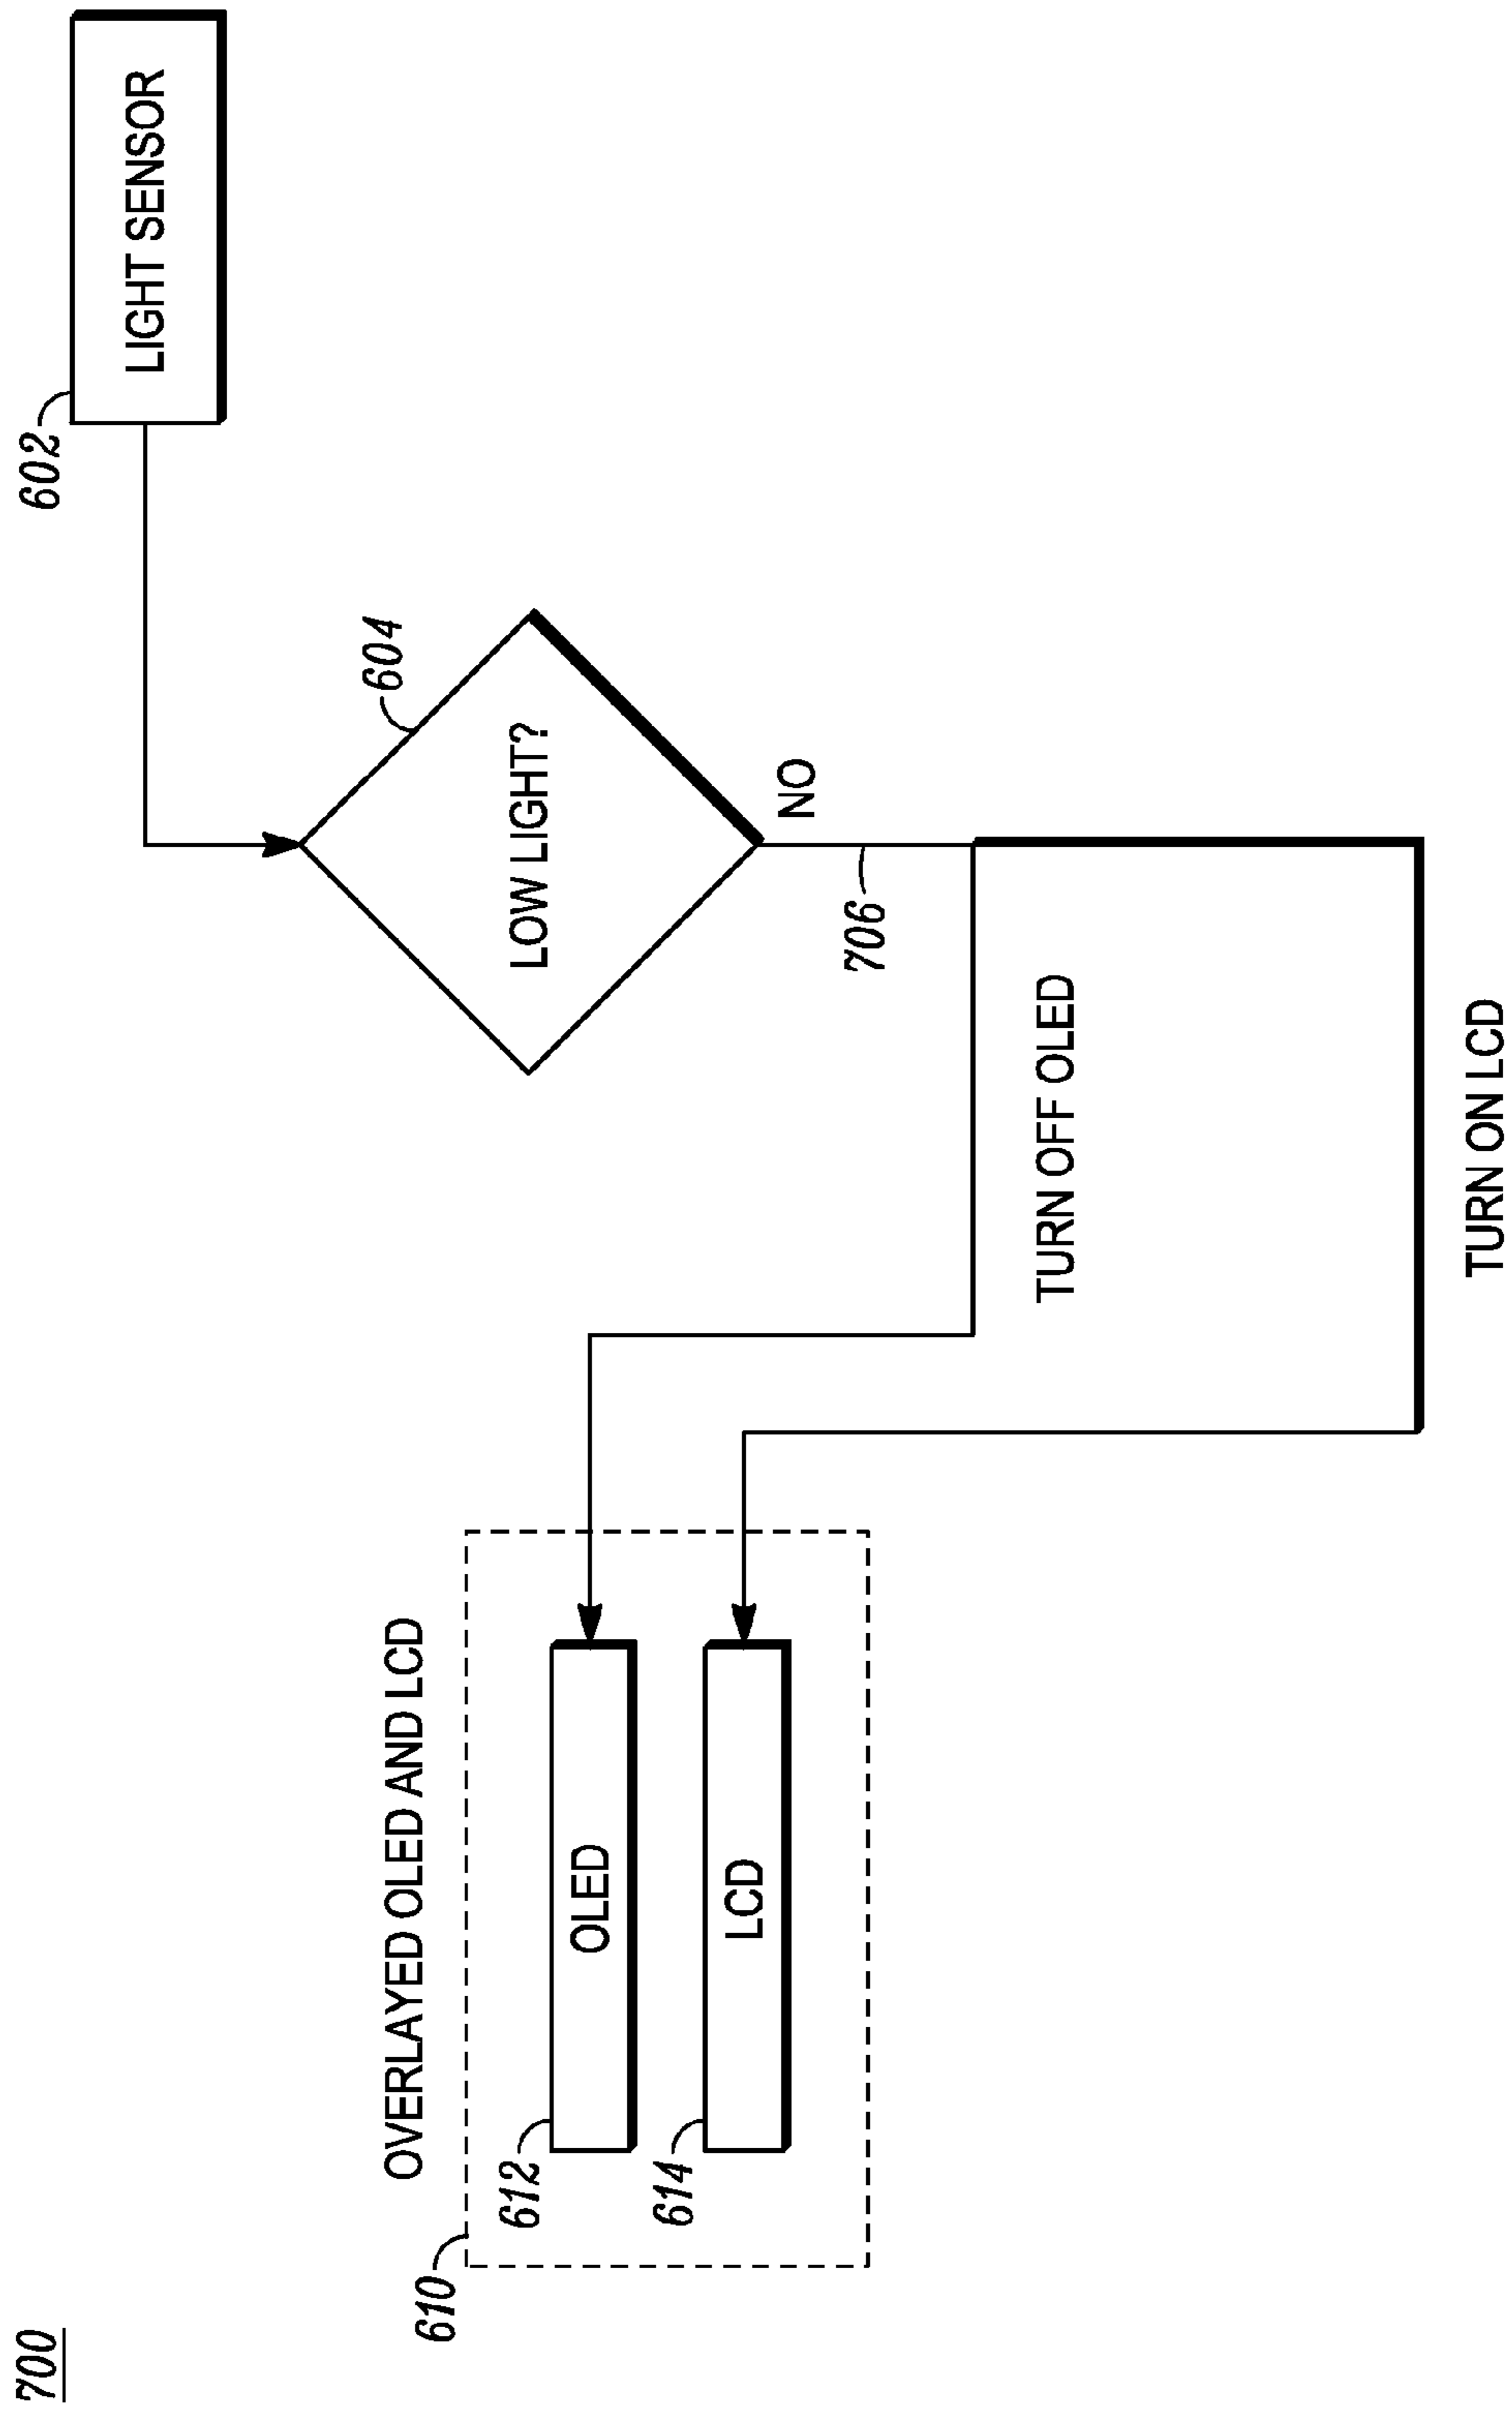 700
LIGHT SENSOR
602
LOW LIGHT?
604
NO
706
TURN OFF OLED
TURN ON LCD
OVERLAYED OLED AND LCD
610
OLED
612
LCD
614